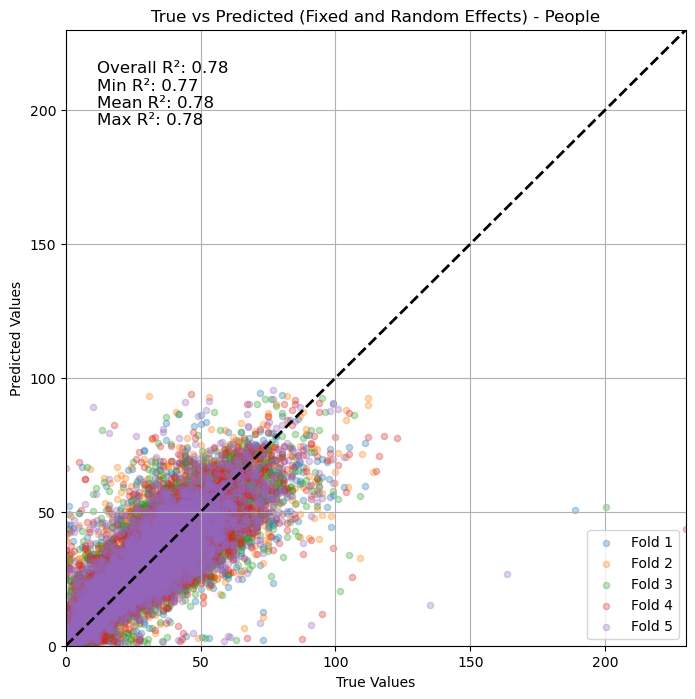 True vs Predicted (Fixed and Random Effects) - People
Overall R²: 0.78
Min R²: 0.77
Mean R²: 0.78
Max R²: 0.78
200
150
100
50
0
Predicted Values
0 50 100 150 200
True Values
Fold 1
Fold 2
Fold 3
Fold 4
Fold 5